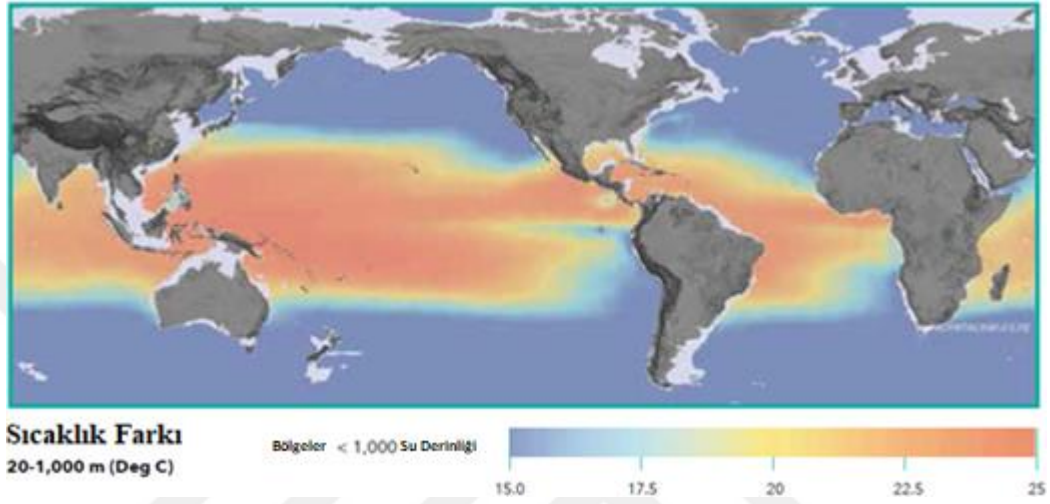 Sıcaklık Farkı
20-1,000 m (Deg C)
Bölgeler < 1,000 Su Derinliği
15.0 17.5 20 22.5 25